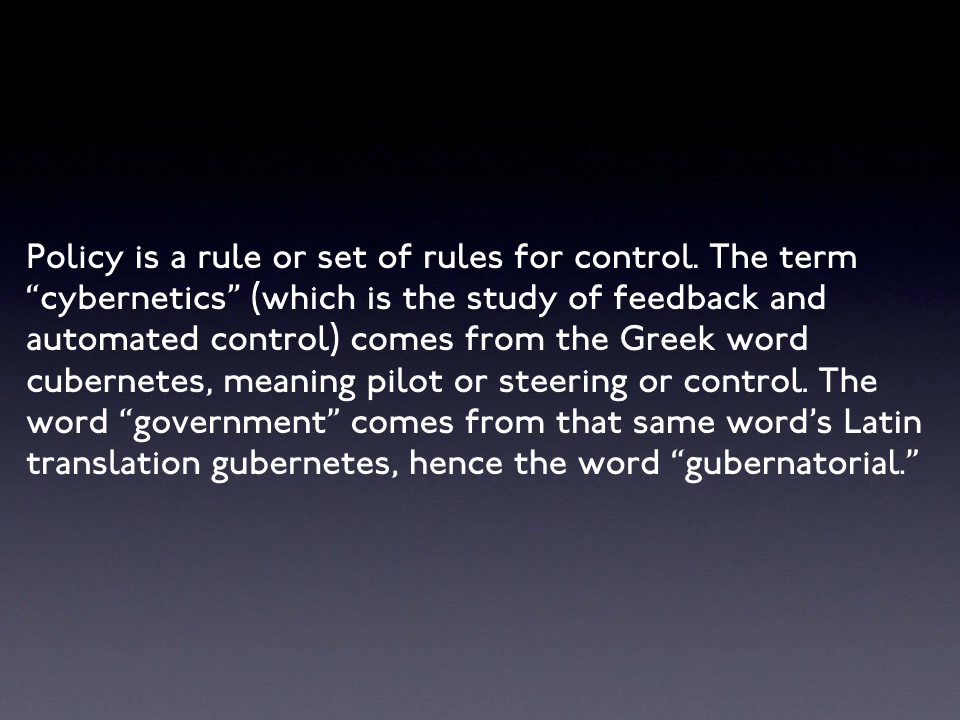 Policy is a rule or set of rules for control. The term
“cybernetics” (which is the study of feedback and
automated control) comes from the Greek word
cubernetes, meaning pilot or steering or control. The
word “government” comes from that same word’s Latin
translation gubernetes, hence the word “gubernatorial.”